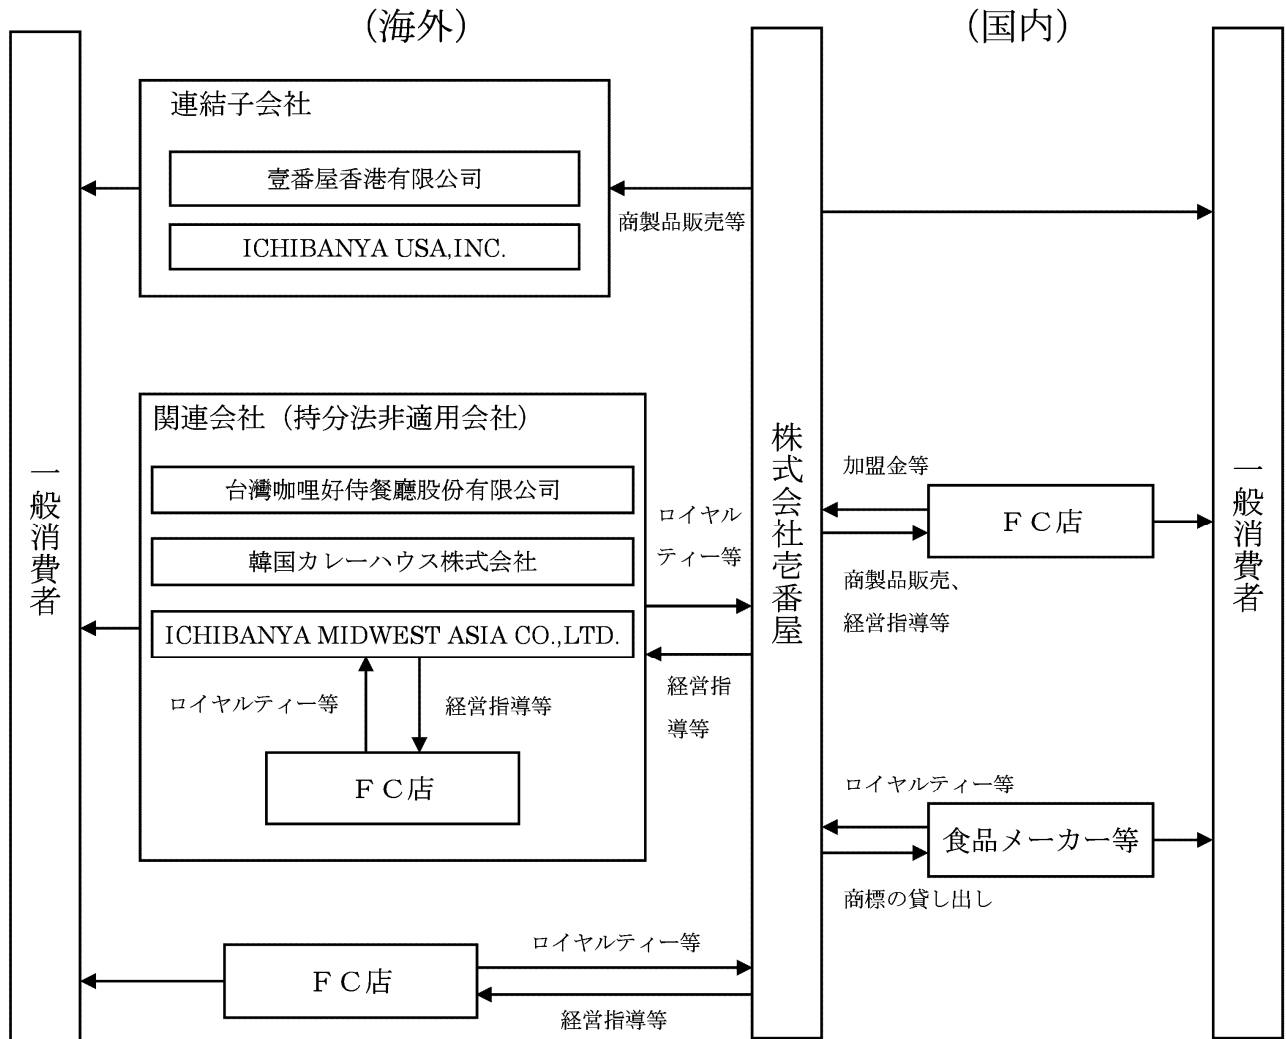 (海外)
(国内)
一般消費者
連結子会社
壹番屋香港有限公司
ICHIBANYA USA,INC.
商製品販売等
関連会社（持分法非適用会社）
台灣咖哩好侍餐廳股份有限公司
韓国カレーハウス株式会社
ICHIBANYA MIDWEST ASIA CO.,LTD.
ロイヤルティー等
経営指導等
ＦＣ店
ロイヤル
ティー等
経営指
導等
ＦＣ店
ロイヤルティー等
経営指導等
株式会社壱番屋
加盟金等
ＦＣ店
商製品販売、
経営指導等
ロイヤルティー等
食品メーカー等
商標の貸し出し
一般消費者